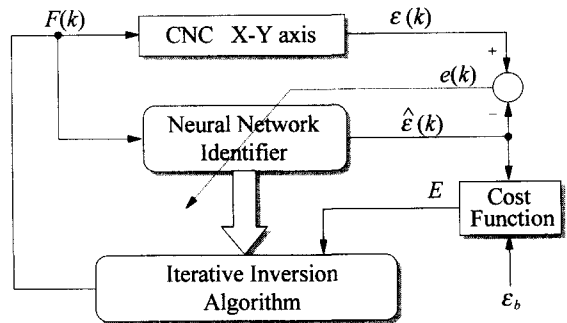 F(k)
CNC X-Y axis
ε(k)
+
e(k)
−
Neural Network
Identifier
ε̂(k)
E
Cost
Function
Iterative Inversion
Algorithm
ε_b